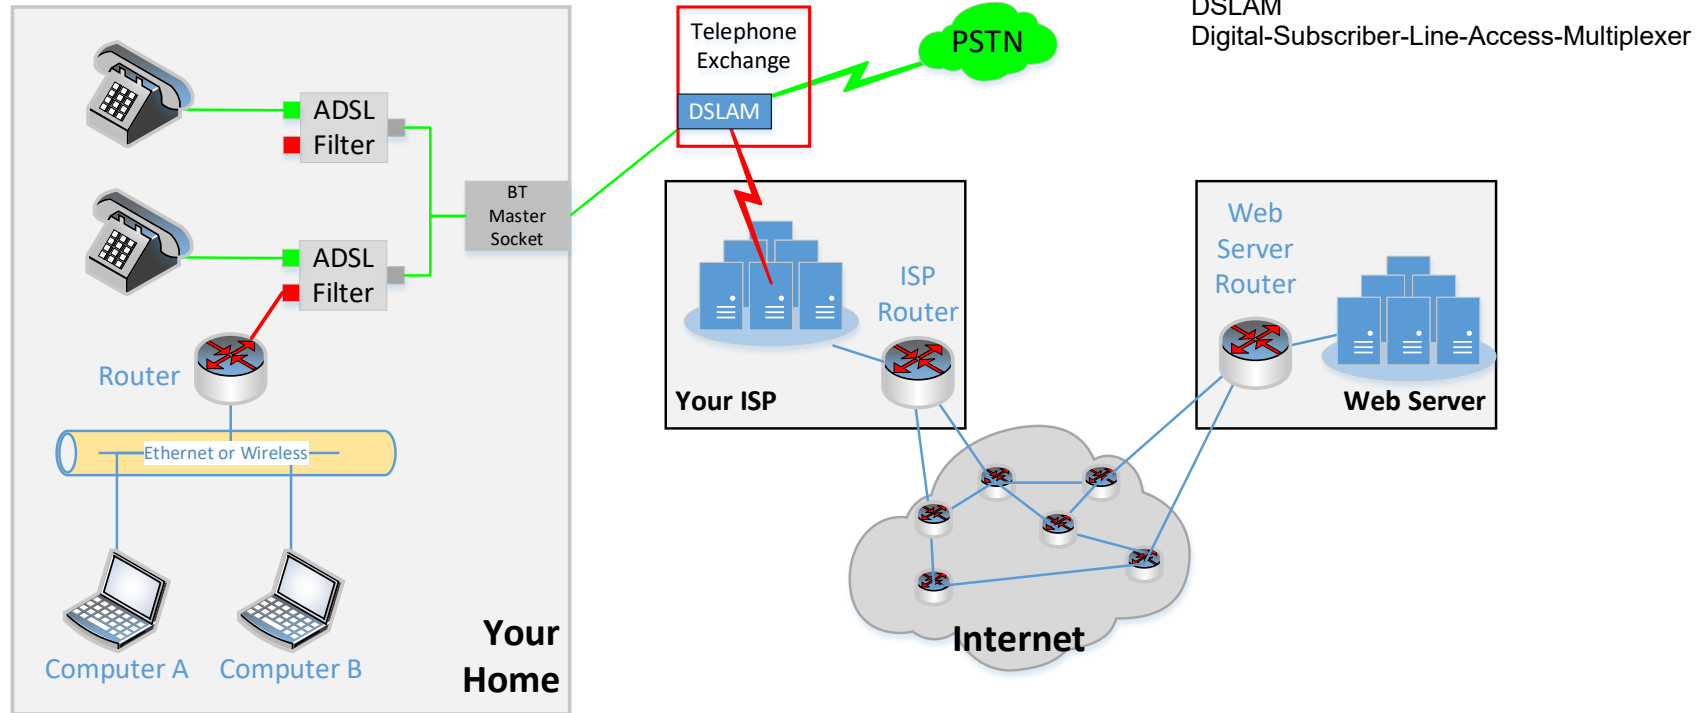 DSLAM
Digital-Subscriber-Line-Access-Multiplexer
Telephone
Exchange
DSLAM
PSTN
ADSL
Filter
ADSL
Filter
BT
Master
Socket
Router
Ethernet or Wireless
Computer A
Computer B
Your
Home
ISP
Router
Your ISP
Web
Server
Router
Web Server
Internet